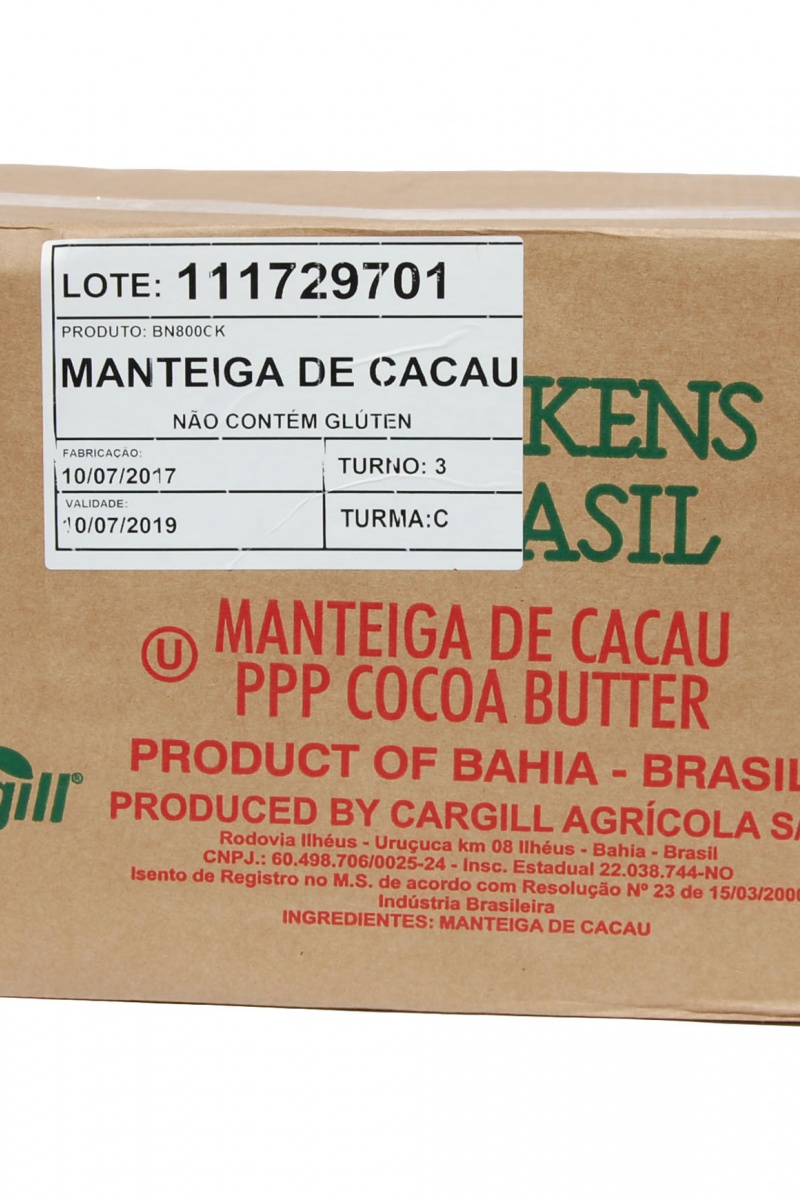 LOTE: 111729701
PRODUTO: BN800CK
MANTEIGA DE CACAU
NÃO CONTÉM GLÚTEN
FABRICAÇÃO:
10/07/2017
TURNO: 3
VALIDADE:
10/07/2019
TURMA:C
KENS
ASIL
U
MANTEIGA DE CACAU
PPP COCOA BUTTER
PRODUCT OF BAHIA - BRASIL
gill®
PRODUCED BY CARGILL AGRÍCOLA SA
Rodovia Ilhéus - Uruçuca km 08 Ilhéus - Bahia - Brasil
CNPJ.: 60.498.706/0025-24 - Insc. Estadual 22.038.744-NO
Isento de Registro no M.S. de acordo com Resolução Nº 23 de 15/03/2000
Indústria Brasileira
INGREDIENTES: MANTEIGA DE CACAU